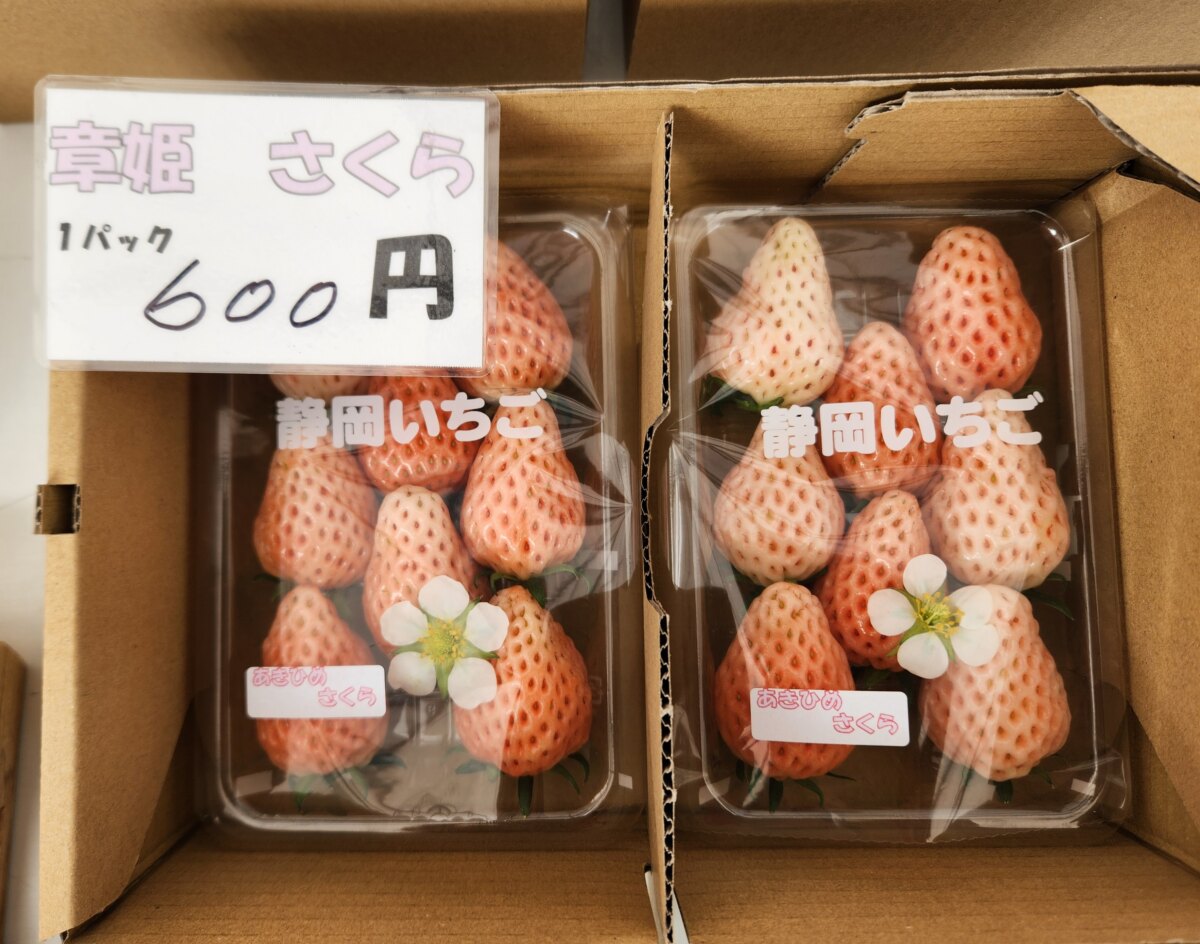 章姫 さくら
1パック
600円
静岡いちご
静岡いちご
あきひめ
さくら
あきひめ
さくら